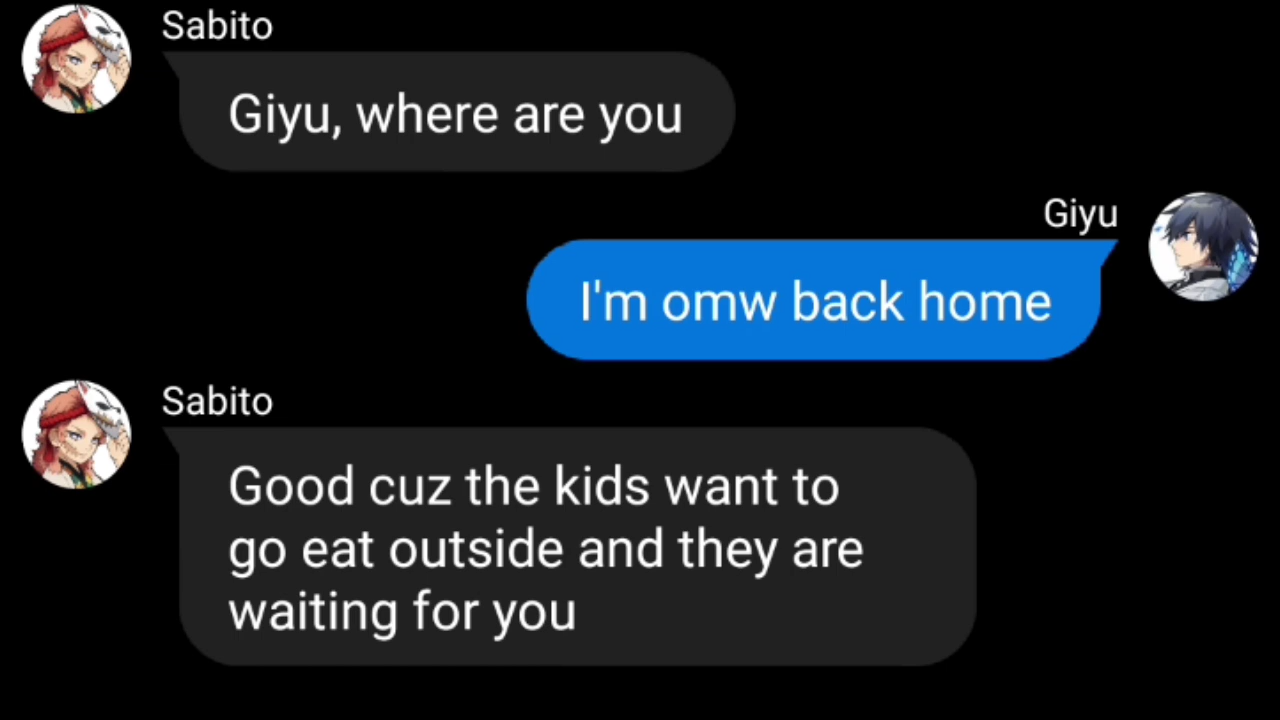 Sabito
Giyu, where are you
Giyu
I'm omw back home
Sabito
Good cuz the kids want to
go eat outside and they are
waiting for you